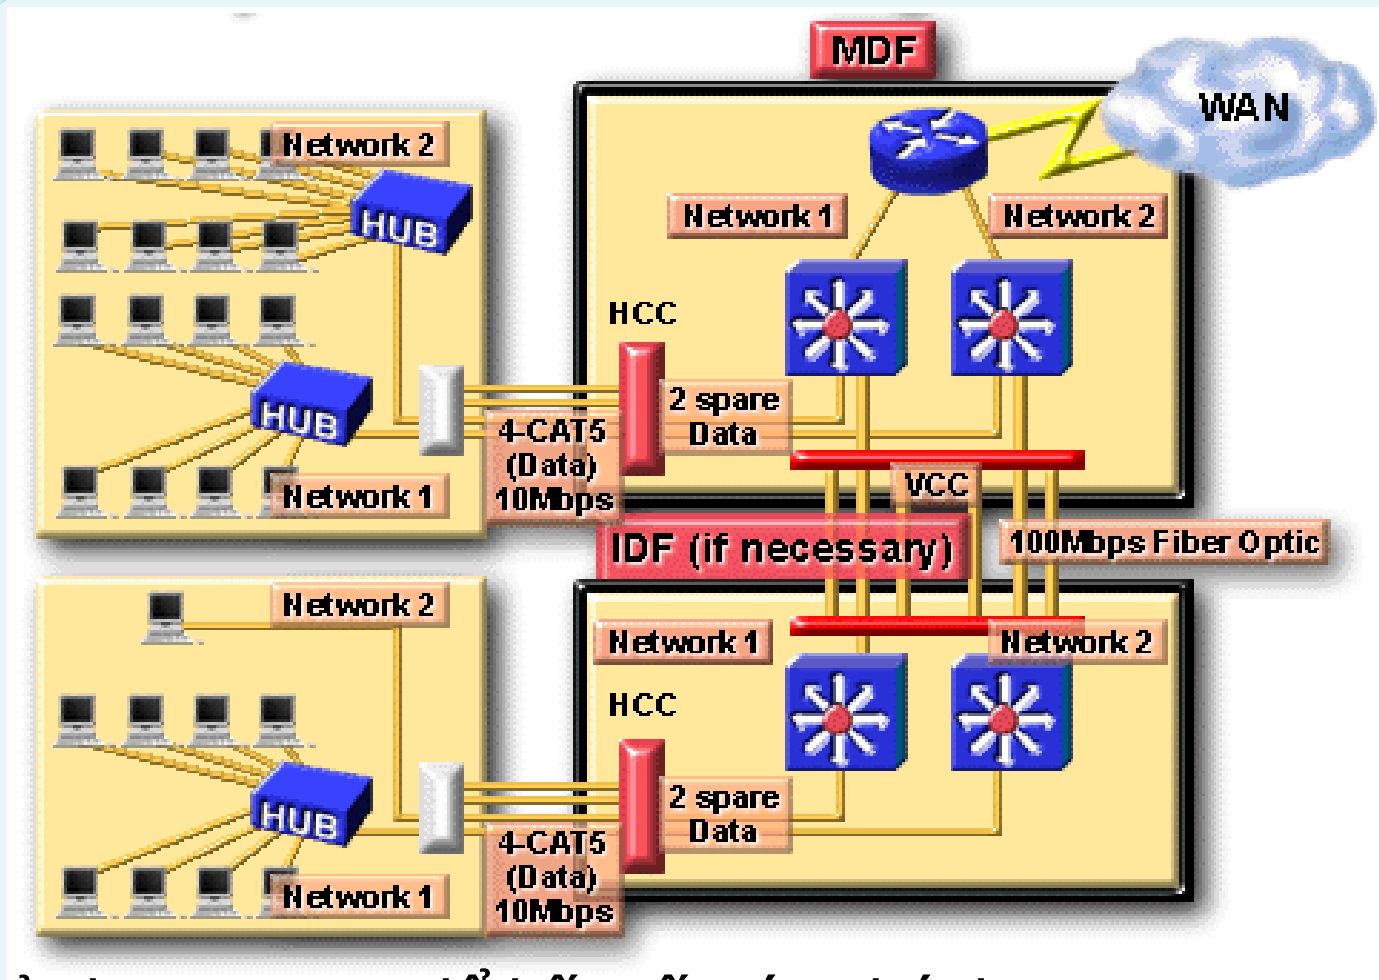 MDF
WAN
Network 2
HUB
Network 1
Network 2
HCC
HUB
2 spare
Data
4-CAT5
(Data)
10Mbps
Network 1
VCC
IDF (if necessary)
100Mbps Fiber Optic
Network 2
Network 1
Network 2
HCC
HUB
2 spare
Data
4-CAT5
(Data)
10Mbps
Network 1